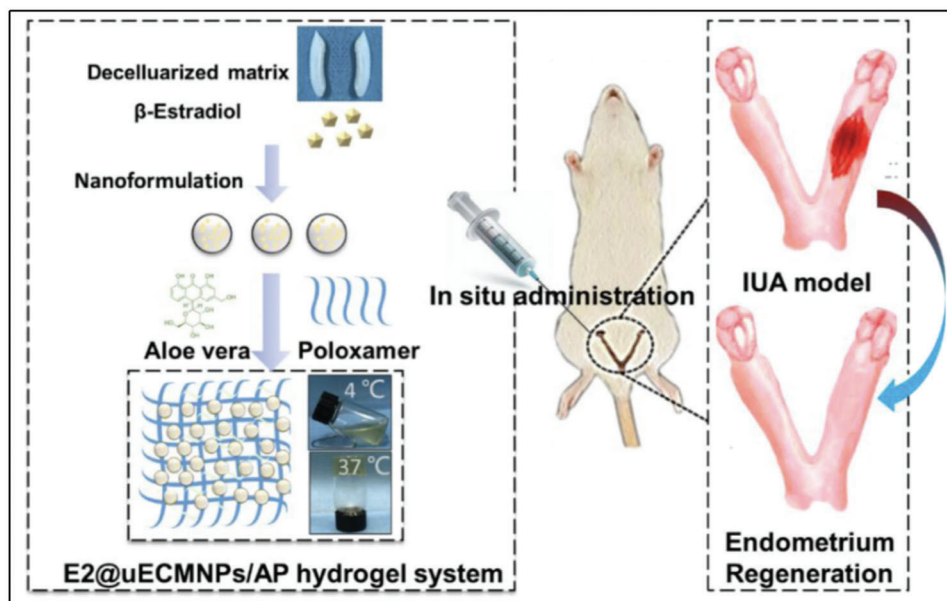 Decelluarized matrix
β-Estradiol
Nanoformulation
Aloe vera
Poloxamer
4 °C
37 °C
E2@uECMNPs/AP hydrogel system
In situ administration
IUA model
Endometrium
Regeneration